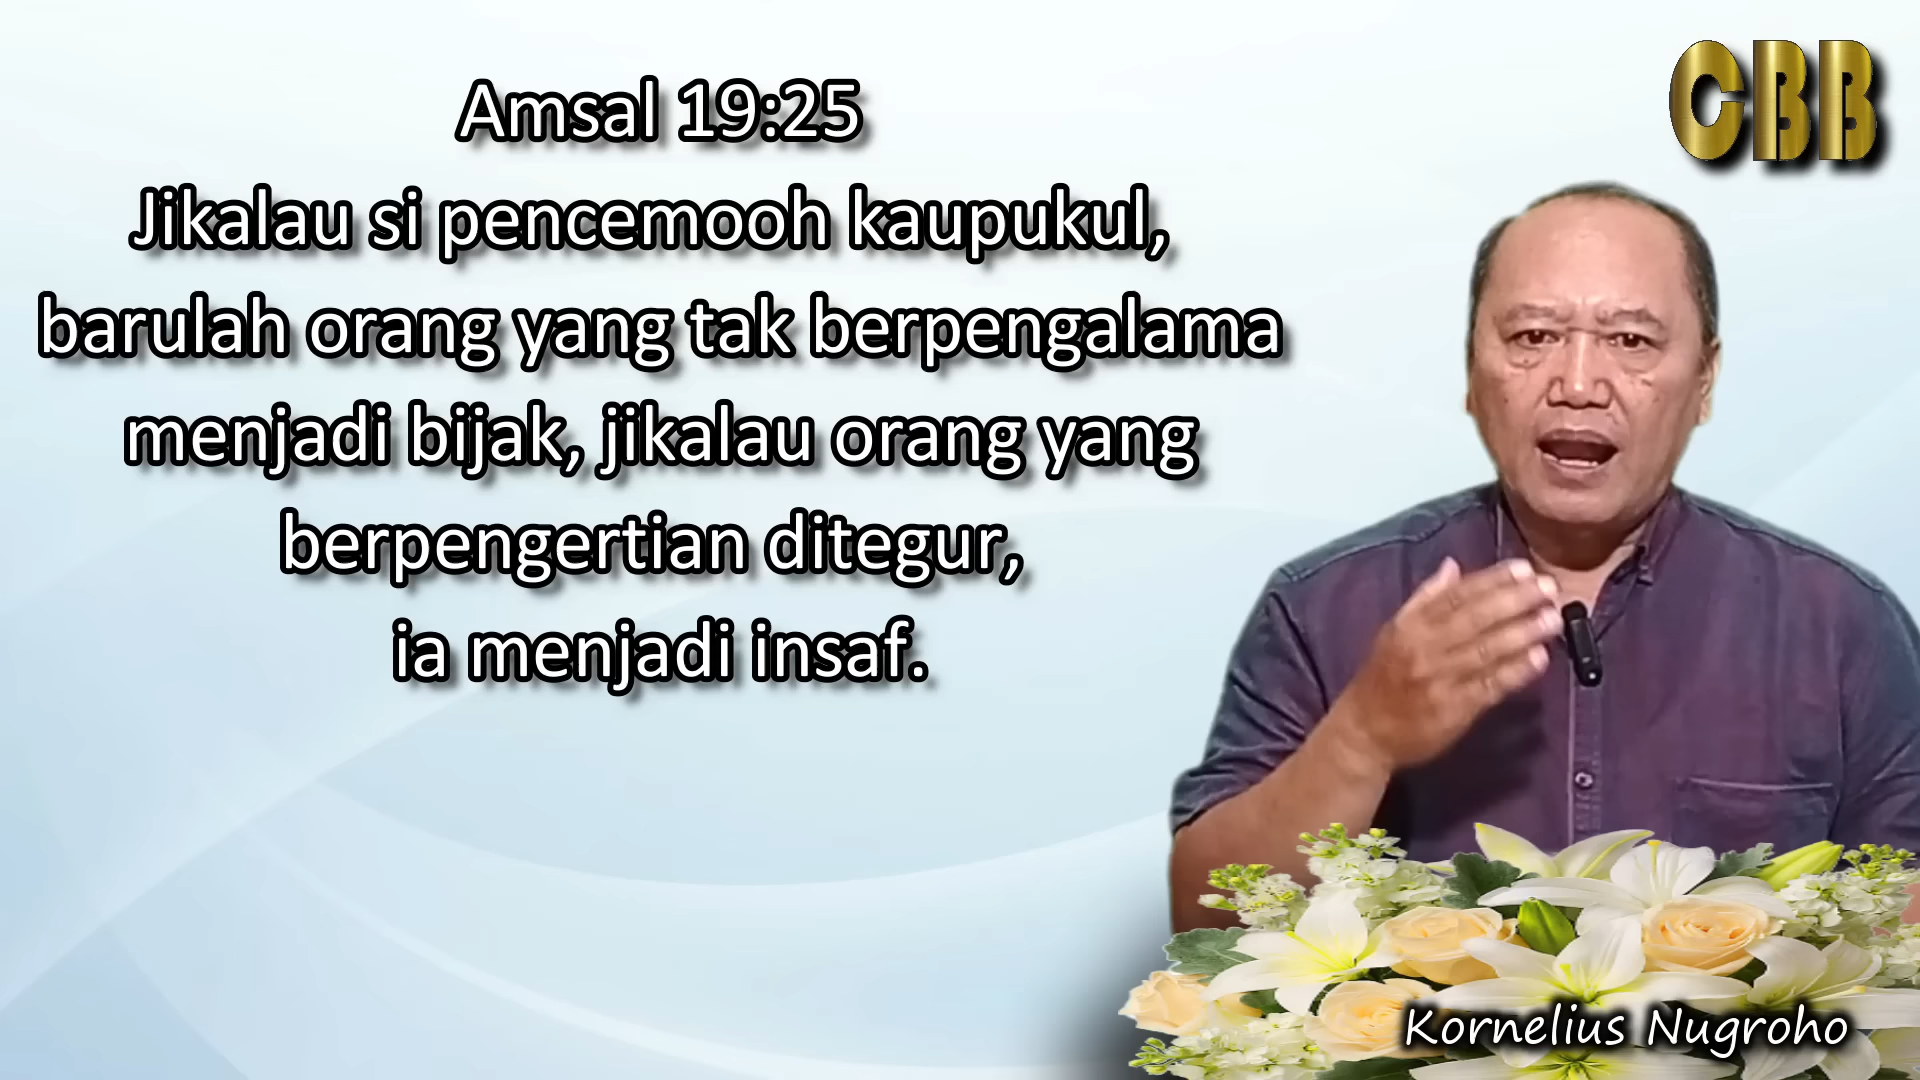 Amsal 19:25
Jikalau si pencemooh kaupukul,
barulah orang yang tak berpengalama
menjadi bijak, jikalau orang yang
berpengertian ditegur,
ia menjadi insaf.
CBB
Kornelius Nugroho